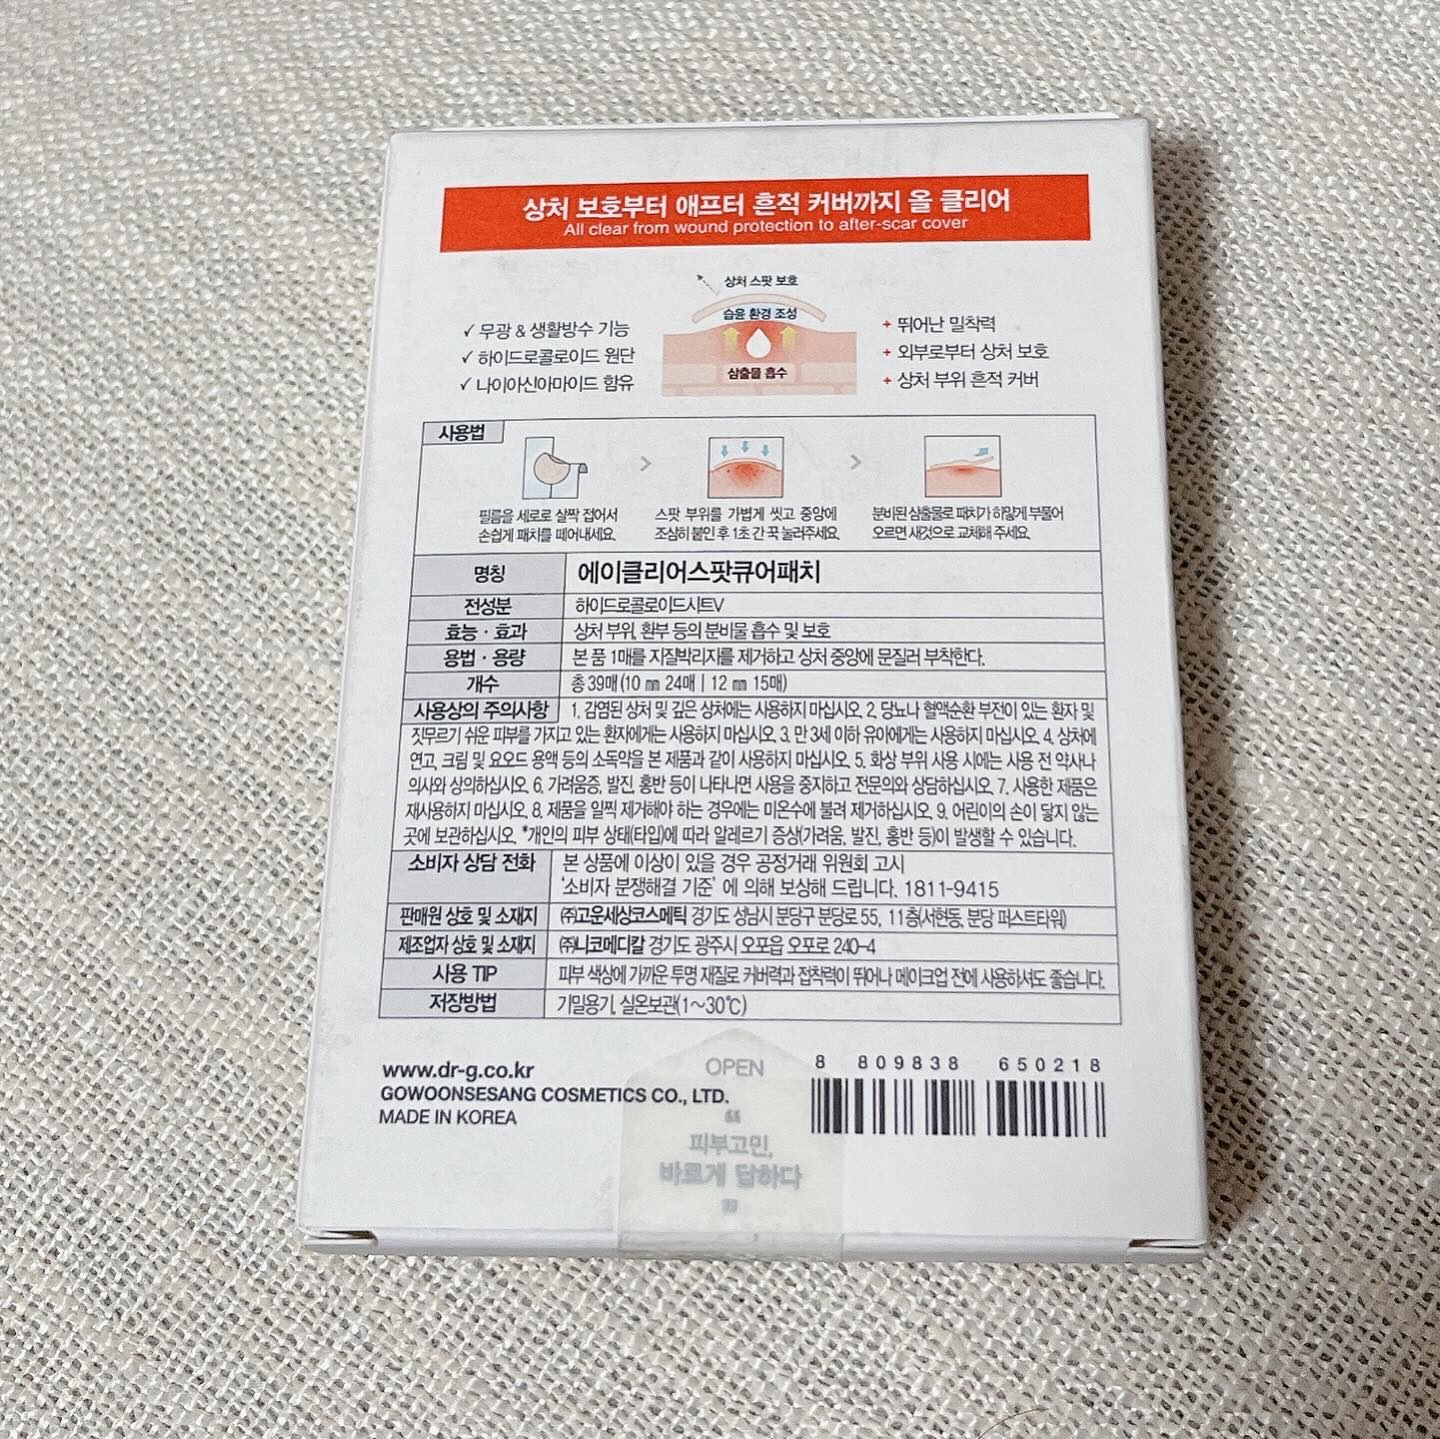 상처 보호부터 애프터 흔적 커버까지 올 클리어
All clear from wound protection to after-scar cover
✓ 무광 & 생활방수 기능
✓ 하이드로콜로이드 원단
✓ 나이아신아마이드 함유
상처 스팟 보호
습윤 환경 조성
삼출물 흡수
+ 뛰어난 밀착력
+ 외부로부터 상처 보호
+ 상처 부위 흔적 커버
사용법
필름을 세로로 살짝 접어서
손쉽게 패치를 떼어내세요.
스팟 부위를 가볍게 씻고 중앙에
조심히 붙인 후 1초 간 꾹 눌러주세요.
분비된 삼출물로 패치가 하얗게 부풀어
오르면 새것으로 교체해 주세요.
명칭 에이클리어스팟큐어패치
전성분 하이드로콜로이드시트V
효능 · 효과 상처 부위, 환부 등의 분비물 흡수 및 보호
용법 · 용량 본 품 1매를 지질박리지를 제거하고 상처 중앙에 문질러 부착한다.
개수 총 39매 (10 ㎜ 24매 | 12 ㎜ 15매)
사용상의 주의사항 1. 감염된 상처 및 깊은 상처에는 사용하지 마십시오. 2. 당뇨나 혈액순환 부전이 있는 환자 및
짓무르기 쉬운 피부를 가지고 있는 환자에게는 사용하지 마십시오. 3. 만 3세 이하 유아에게는 사용하지 마십시오. 4. 상처에
연고, 크림 및 요오드 용액 등의 소독약을 본 제품과 같이 사용하지 마십시오. 5. 화상 부위 사용 시에는 사용 전 약사나
의사와 상의하십시오. 6. 가려움증, 발진, 홍반 등이 나타나면 사용을 중지하고 전문의와 상담하십시오. 7. 사용한 제품은
재사용하지 마십시오. 8. 제품을 일찍 제거해야 하는 경우에는 미온수에 불려 제거하십시오. 9. 어린이의 손이 닿지 않는
곳에 보관하십시오. *개인의 피부 상태(타입)에 따라 알레르기 증상(가려움, 발진, 홍반 등)이 발생할 수 있습니다.
소비자 상담 전화 본 상품에 이상이 있을 경우 공정거래 위원회 고시
'소비자 분쟁해결 기준' 에 의해 보상해 드립니다. 1811-9415
판매원 상호 및 소재지 ㈜고운세상코스메틱 경기도 성남시 분당구 분당로 55, 11층(서현동, 분당 퍼스트타워)
제조업자 상호 및 소재지 ㈜니코메디칼 경기도 광주시 오포읍 오포로 240-4
사용 TIP 피부 색상에 가까운 투명 재질로 커버력과 접착력이 뛰어나 메이크업 전에 사용하셔도 좋습니다.
저장방법 기밀용기, 실온보관(1~30℃)
www.dr-g.co.kr
GOWOONSESANG COSMETICS CO., LTD.
MADE IN KOREA
OPEN
“
피부고민,
바르게 답하다
”
8 809838 650218